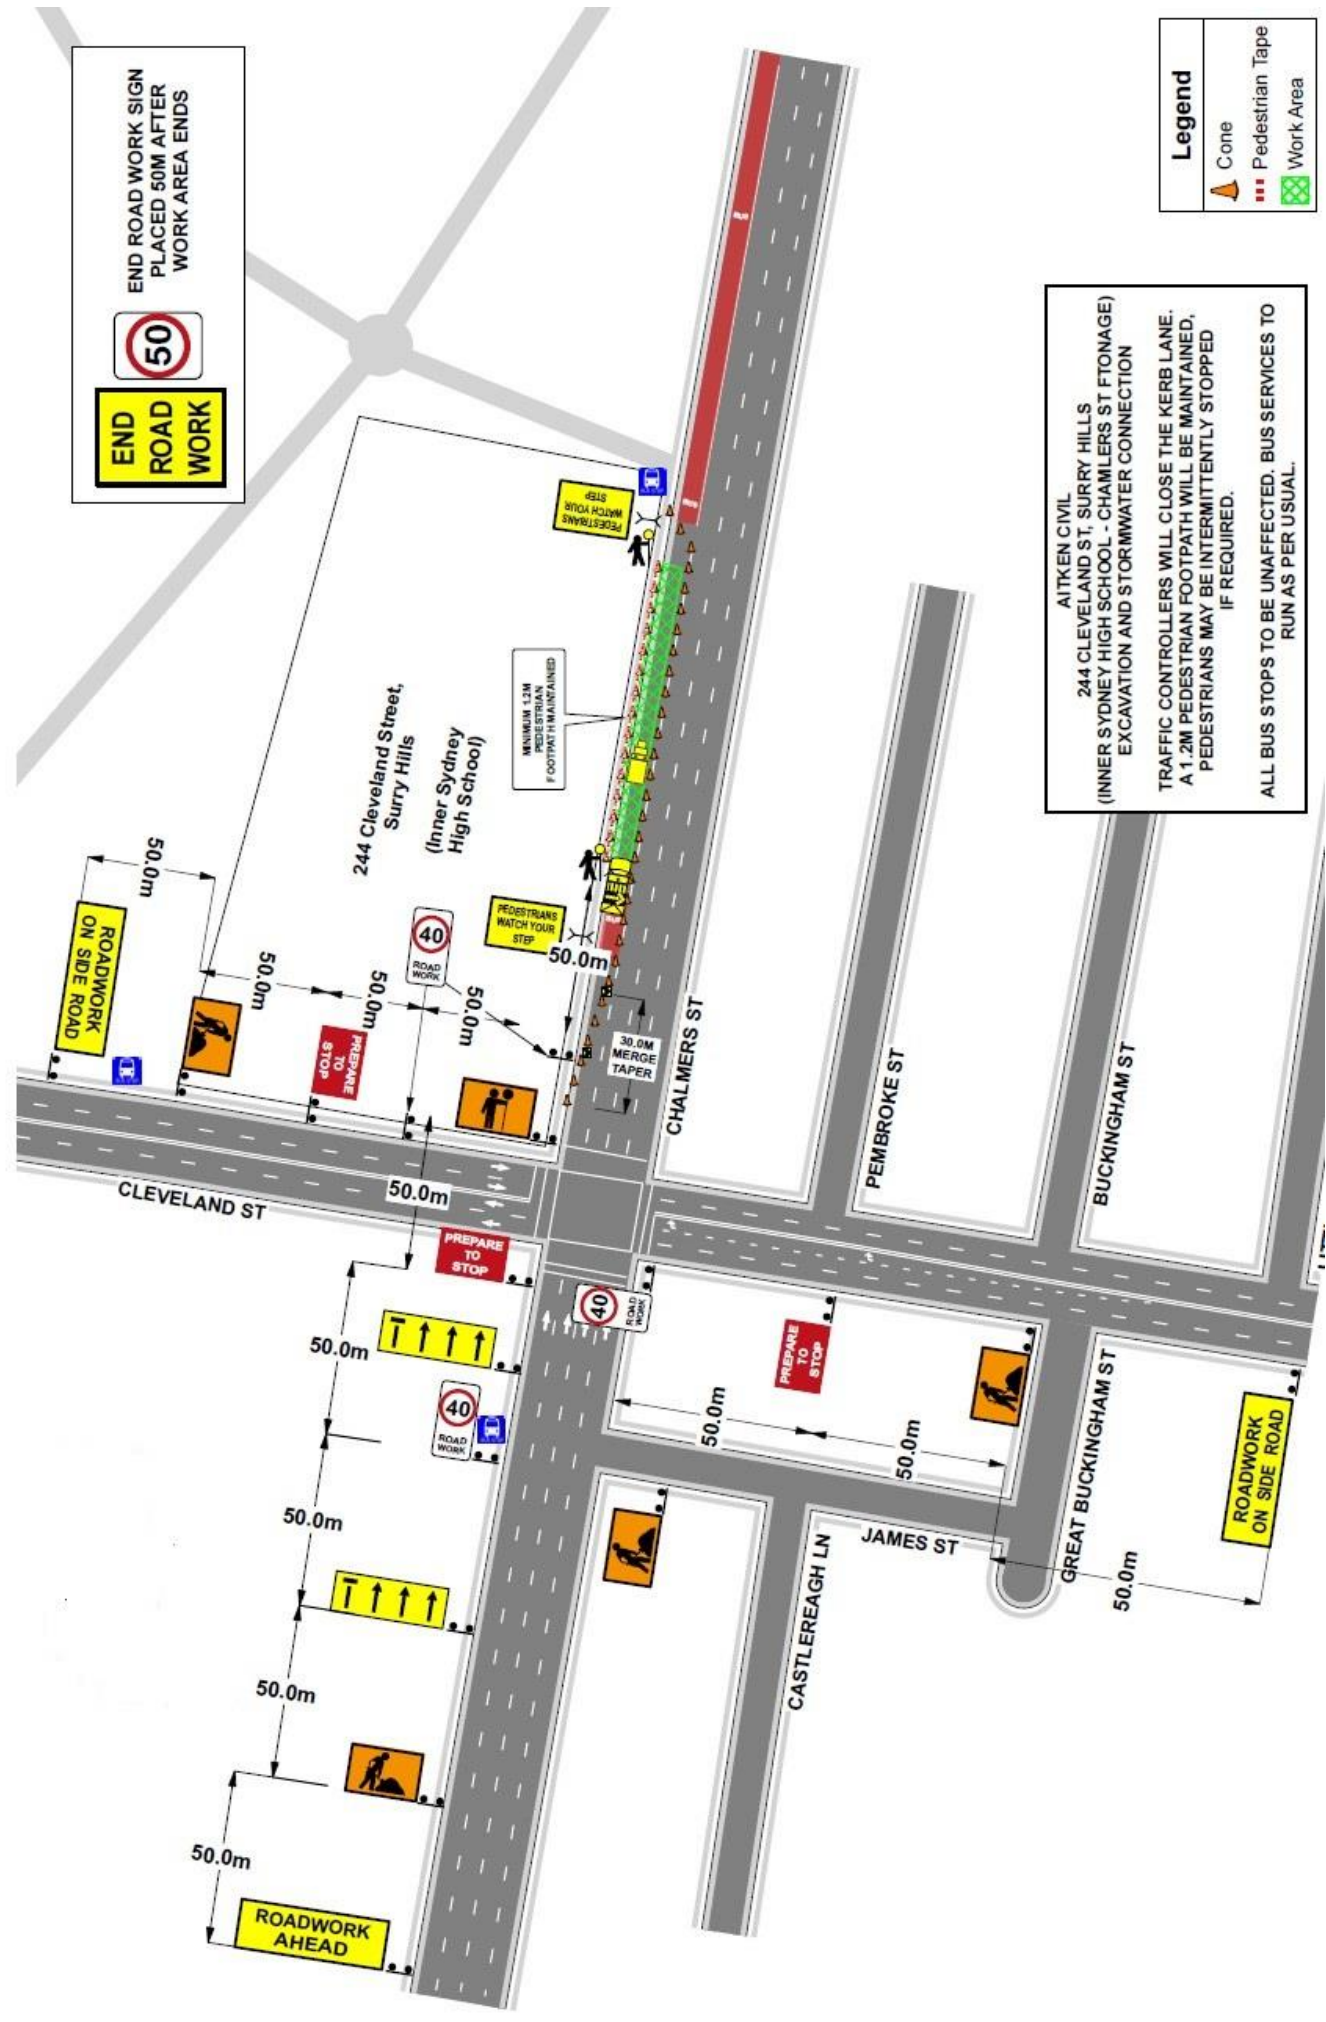 END ROAD WORK SIGN
PLACED 50M AFTER
WORK AREA ENDS
END
ROAD
WORK
50
Legend
Cone
Pedestrian Tape
Work Area
AITKEN CIVIL
244 CLEVELAND ST, SURRY HILLS
(INNER SYDNEY HIGH SCHOOL - CHAMLERS ST FTONAGE)
EXCAVATION AND STORMWATER CONNECTION
TRAFFIC CONTROLLERS WILL CLOSE THE KERB LANE.
A 1.2M PEDESTRIAN FOOTPATH WILL BE MAINTAINED,
PEDESTRIANS MAY BE INTERMITTENTLY STOPPED
IF REQUIRED.
ALL BUS STOPS TO BE UNAFFECTED. BUS SERVICES TO
RUN AS PER USUAL.
BUS
BUS
PEDESTRIANS
WATCH YOUR
STEP
MINIMUM 1.2M
PEDESTRIAN
FOOTPATH MAINTAINED
244 Cleveland Street,
Surry Hills
(Inner Sydney
High School)
50.0m
ROADWORK
ON SIDE ROAD
50.0m
50.0m
50.0m
40
ROAD
WORK
PEDESTRIANS
WATCH YOUR
STEP
BUS
50.0m
PREPARE
TO
STOP
30.0M
MERGE
TAPER
CHALMERS ST
PEMBROKE ST
BUCKINGHAM ST
CLEVELAND ST
50.0m
PREPARE
TO
STOP
40
ROAD
WORK
50.0m
40
ROAD
WORK
PREPARE
TO
STOP
50.0m
50.0m
50.0m
GREAT BUCKINGHAM ST
ROADWORK
ON SIDE ROAD
JAMES ST
CASTLEREAGH LN
50.0m
50.0m
50.0m
ROADWORK
AHEAD